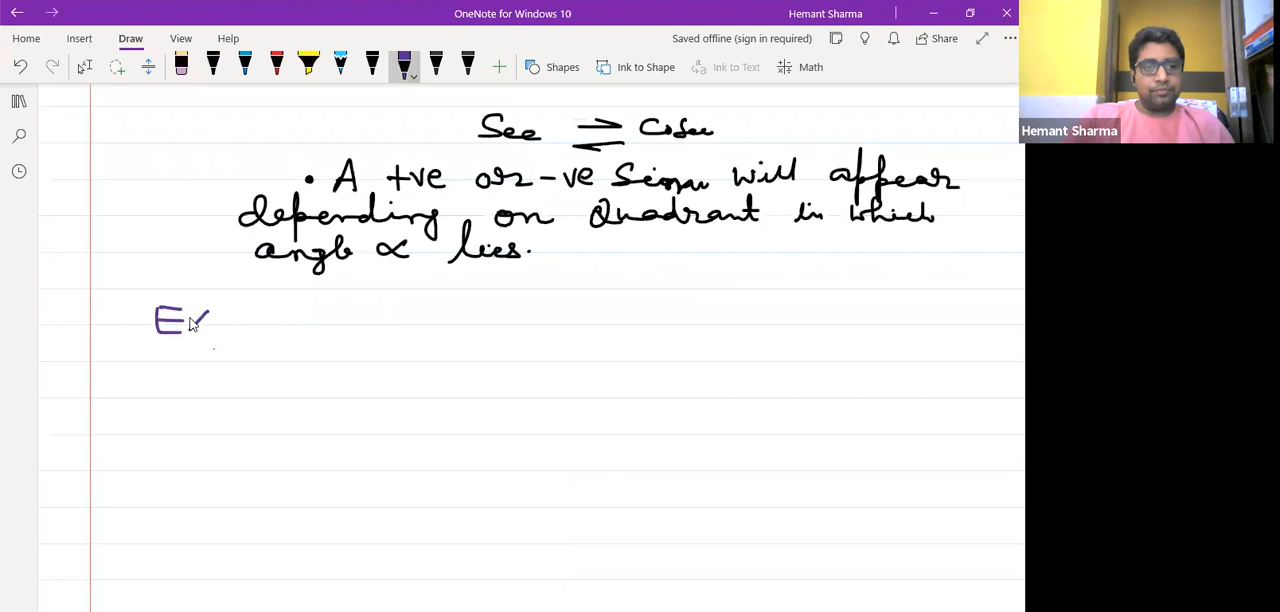 OneNote for Windows 10
Hemant Sharma
Home Insert Draw View Help
Saved offline (sign in required)
Share
Shapes Ink to Shape Ink to Text Math
Sec ⇌ Cosec
• A +ve or -ve Sign will appear
depending on Quadrant in which
angle ∝ lies.
Hemant Sharma